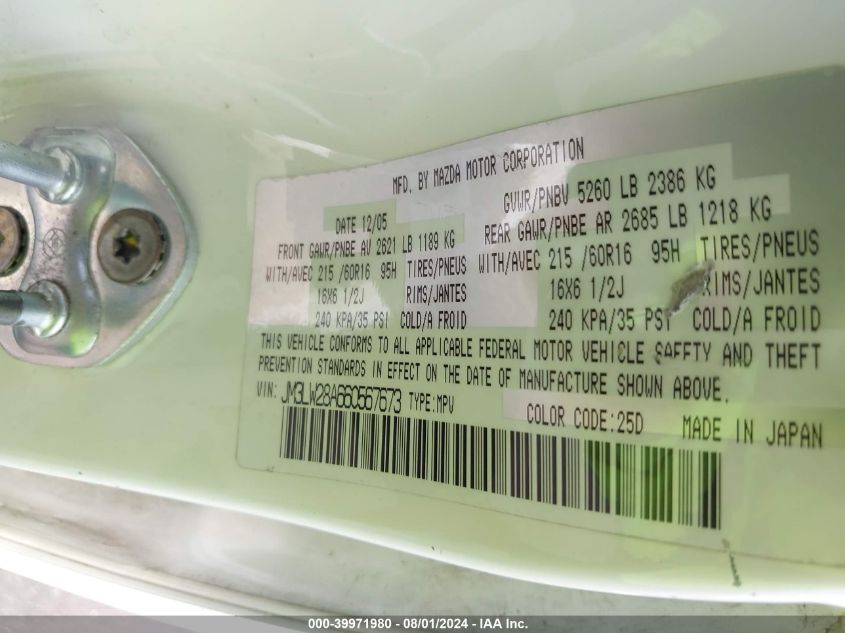 MFD. BY MAZDA MOTOR CORPORATION
DATE 12/05 GVWR/PNBV 5260 LB 2386 KG
FRONT GAWR/PNBE AV 2621 LB 1189 KG REAR GAWR/PNBE AR 2685 LB 1218 KG
WITH/AVEC 215 /60R16 95H TIRES/PNEUS WITH/AVEC 215 /60R16 95H TIRES/PNEUS
16X6 1/2J RIMS/JANTES 16X6 1/2J RIMS/JANTES
240 KPA/35 PSI COLD/A FROID 240 KPA/35 PSI COLD/A FROID
THIS VEHICLE CONFORMS TO ALL APPLICABLE FEDERAL MOTOR VEHICLE SAFETY AND THEFT
PREVENTION STANDARDS IN EFFECT ON THE DATE OF MANUFACTURE SHOWN ABOVE.
VIN: JM3LW28A660567673 TYPE:MPV
COLOR CODE:25D MADE IN JAPAN
000-39971980 - 08/01/2024 - IAA Inc.